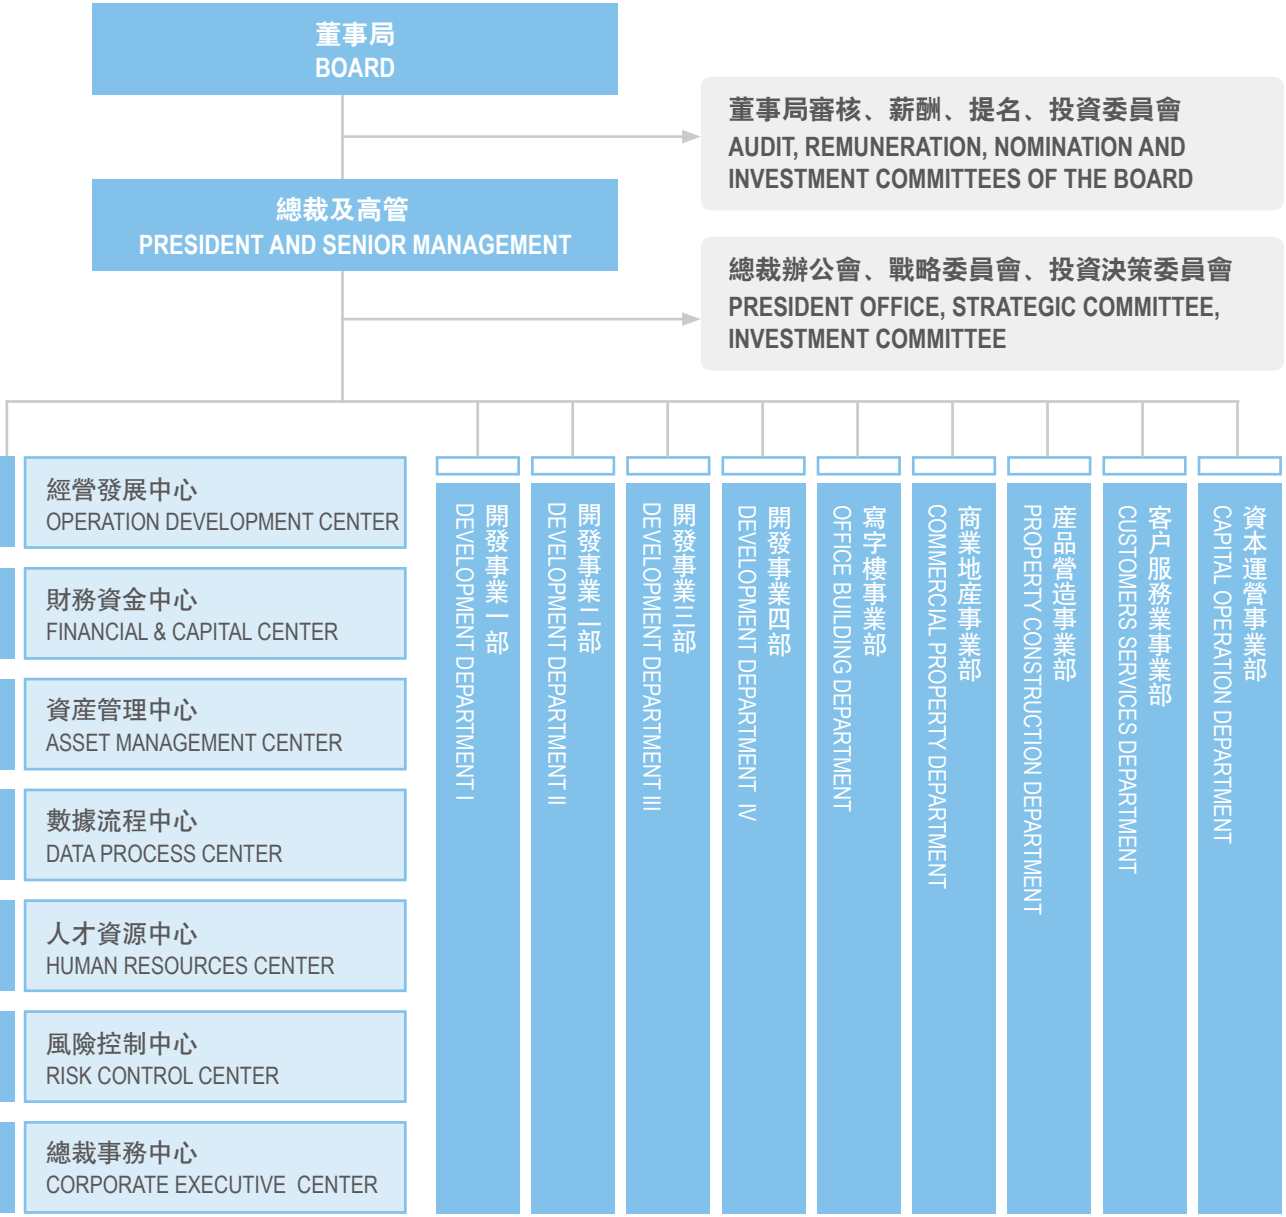 董事局
BOARD
董事局審核、薪酬、提名、投資委員會
AUDIT, REMUNERATION, NOMINATION AND
INVESTMENT COMMITTEES OF THE BOARD
總裁及高管
PRESIDENT AND SENIOR MANAGEMENT
總裁辦公會、戰略委員會、投資決策委員會
PRESIDENT OFFICE, STRATEGIC COMMITTEE,
INVESTMENT COMMITTEE
經營發展中心
OPERATION DEVELOPMENT CENTER
財務資金中心
FINANCIAL & CAPITAL CENTER
資產管理中心
ASSET MANAGEMENT CENTER
數據流程中心
DATA PROCESS CENTER
人才資源中心
HUMAN RESOURCES CENTER
風險控制中心
RISK CONTROL CENTER
總裁事務中心
CORPORATE EXECUTIVE CENTER
開發事業一部
DEVELOPMENT DEPARTMENT I
開發事業二部
DEVELOPMENT DEPARTMENT II
開發事業三部
DEVELOPMENT DEPARTMENT III
開發事業四部
DEVELOPMENT DEPARTMENT IV
寫字樓事業部
OFFICE BUILDING DEPARTMENT
商業地產事業部
COMMERCIAL PROPERTY DEPARTMENT
產品營造事業部
PROPERTY CONSTRUCTION DEPARTMENT
客户服務業事業部
CUSTOMERS SERVICES DEPARTMENT
資本運營事業部
CAPITAL OPERATION DEPARTMENT